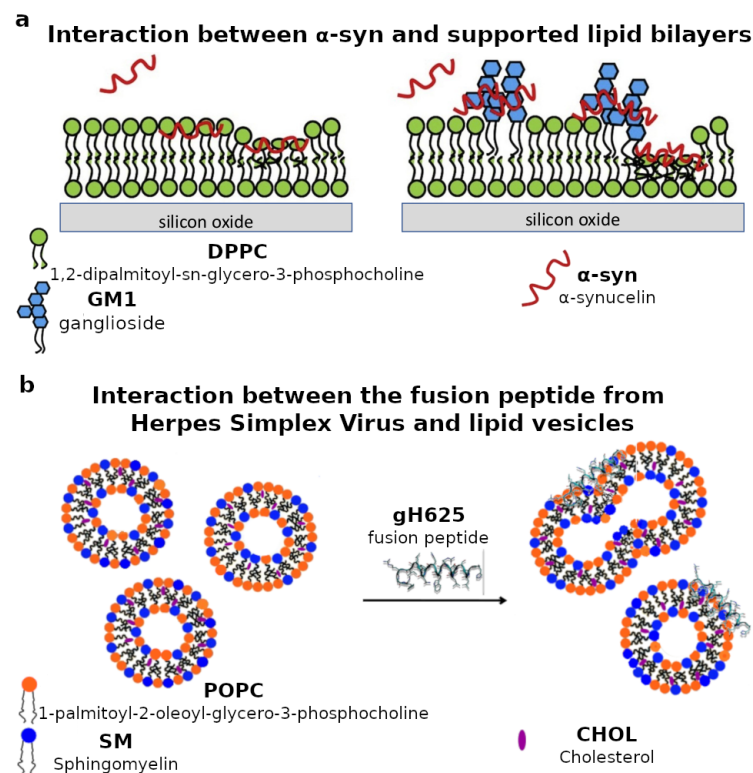 a
Interaction between α-syn and supported lipid bilayers
silicon oxide
silicon oxide
DPPC
1,2-dipalmitoyl-sn-glycero-3-phosphocholine
GM1
ganglioside
α-syn
α-synucelin
b
Interaction between the fusion peptide from
Herpes Simplex Virus and lipid vesicles
gH625
fusion peptide
POPC
1-palmitoyl-2-oleoyl-glycero-3-phosphocholine
SM
Sphingomyelin
CHOL
Cholesterol